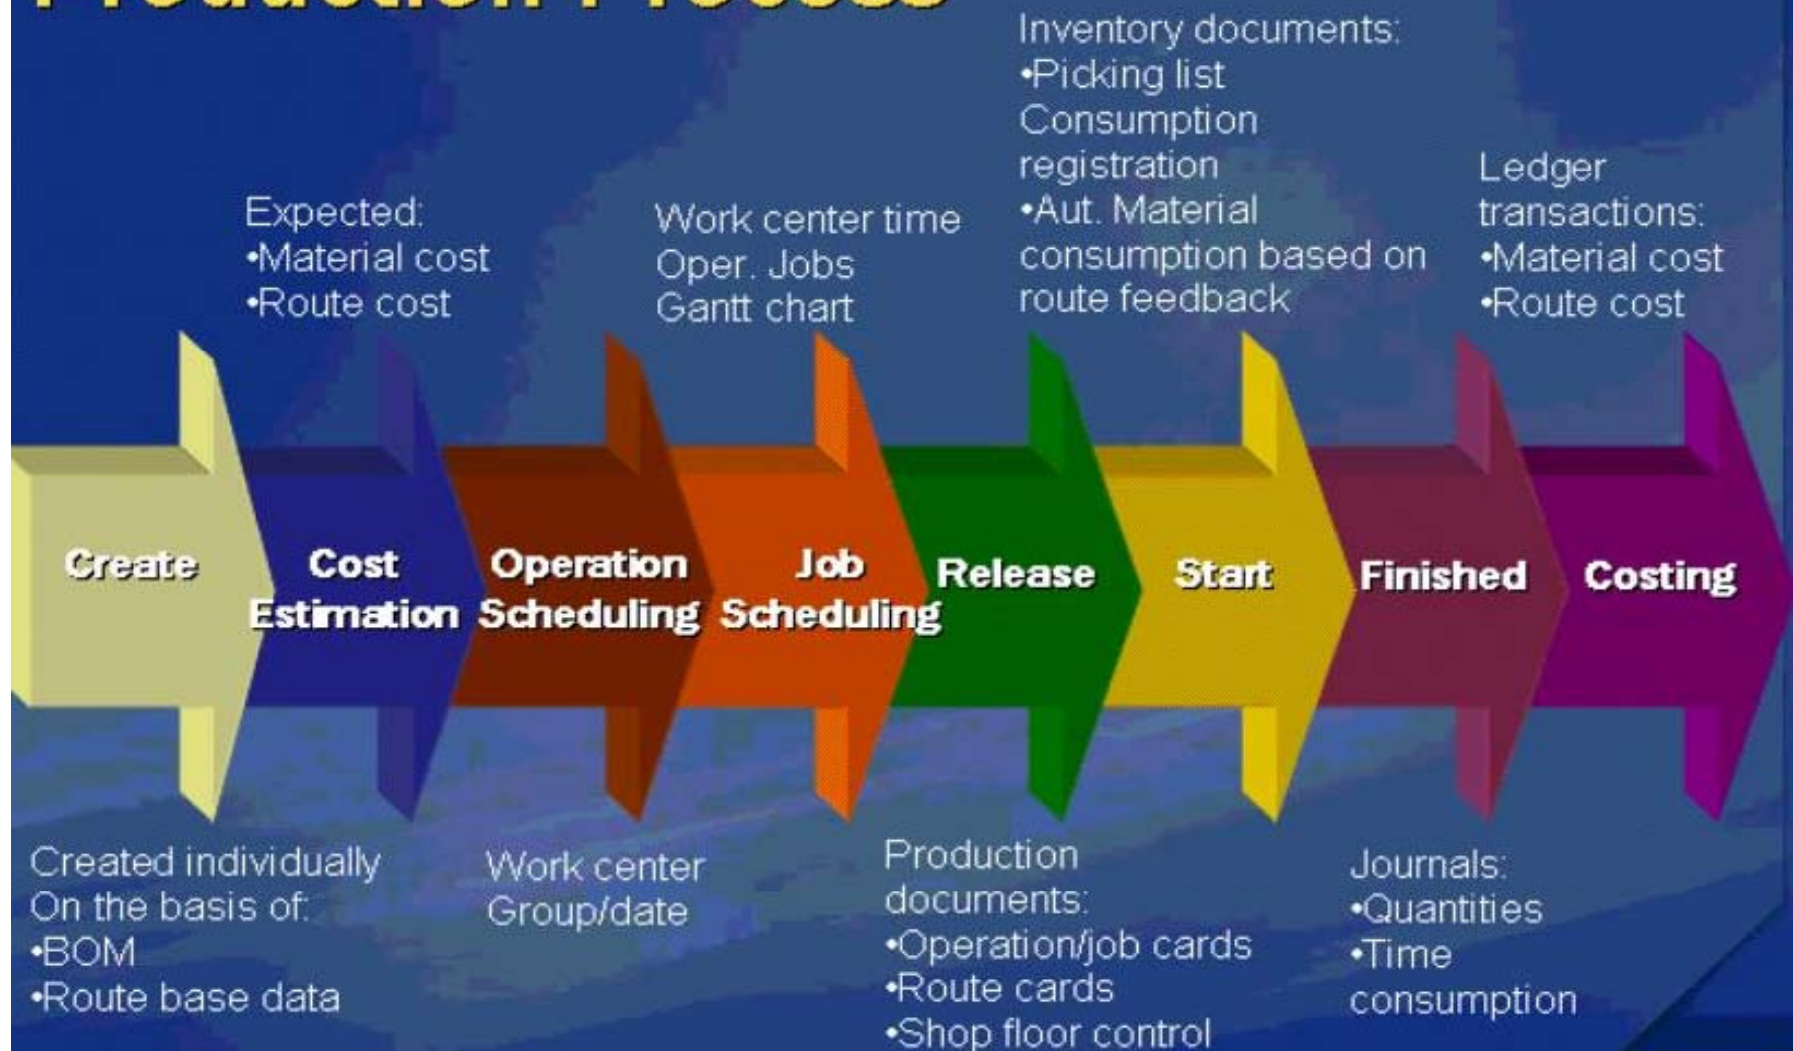 Production Process
Inventory documents:
•Picking list
Consumption
registration
•Aut. Material
consumption based on
route feedback
Expected:
•Material cost
•Route cost
Work center time
Oper. Jobs
Gantt chart
Ledger
transactions:
•Material cost
•Route cost
Create
Cost
Estimation
Operation
Scheduling
Job
Scheduling
Release
Start
Finished
Costing
Created individually
On the basis of:
•BOM
•Route base data
Work center
Group/date
Production
documents:
•Operation/job cards
•Route cards
•Shop floor control
Journals:
•Quantities
•Time
consumption